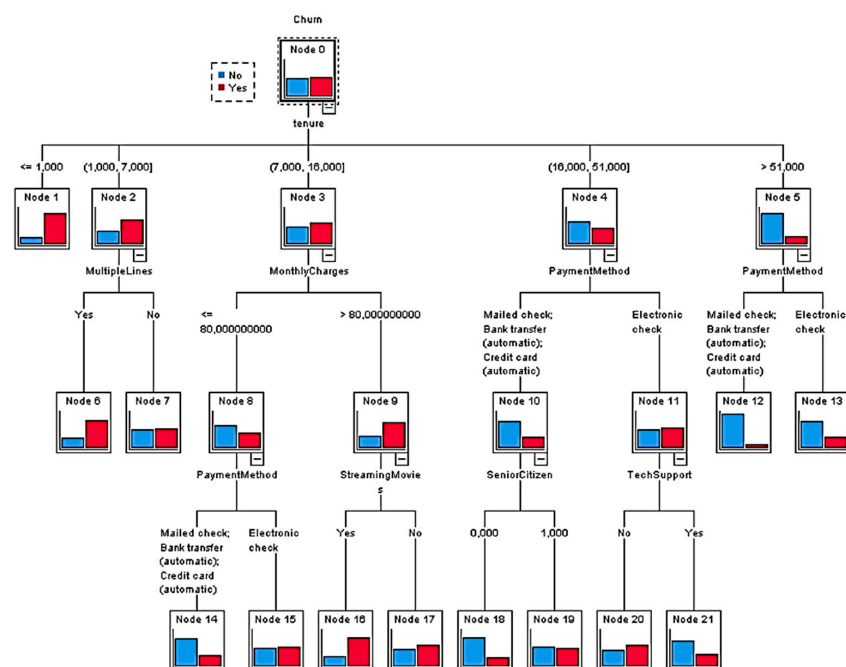 Churn
Node 0
No
Yes
tenure
<= 1,000
(1,000, 7,000]
(7,000, 16,000]
(16,000, 51,000]
> 51,000
Node 1
Node 2
Node 3
Node 4
Node 5
MultipleLines
MonthlyCharges
PaymentMethod
PaymentMethod
Yes
No
<=
80,000000000
> 80,000000000
Mailed check;
Bank transfer
(automatic);
Credit card
(automatic)
Electronic
check
Mailed check;
Bank transfer
(automatic);
Credit card
(automatic)
Electronic
check
Node 6
Node 7
Node 8
Node 9
Node 10
Node 11
Node 12
Node 13
PaymentMethod
StreamingMovie
s
SeniorCitizen
TechSupport
Mailed check;
Bank transfer
(automatic);
Credit card
(automatic)
Electronic
check
Yes
No
0,000
1,000
No
Yes
Node 14
Node 15
Node 16
Node 17
Node 18
Node 19
Node 20
Node 21